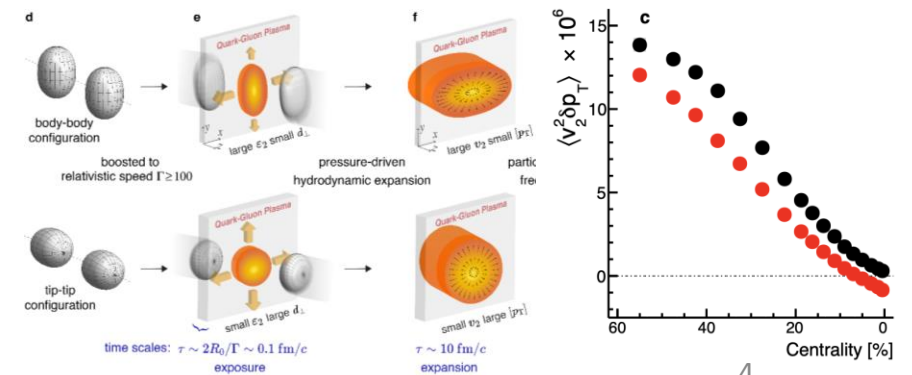 d
e
f
Quark-Gluon Plasma
Quark-Gluon Plasma
body-body
configuration
y
x
z
large ε₂ small d⊥
y
x
z
large v₂ small [pT]
boosted to
relativistic speed Γ≥100
pressure-driven
hydrodynamic expansion
partic
free
Quark-Gluon Plasma
Quark-Gluon Plasma
tip-tip
configuration
small ε₂ large d⊥
small v₂ large [pT]
time scales: τ ~ 2R₀/Γ ~ 0.1 fm/c
exposure
τ ~ 10 fm/c
expansion
c
⟨v₂²δpT⟩ × 10⁶
15
10
5
0
60 40 20 0
Centrality [%]